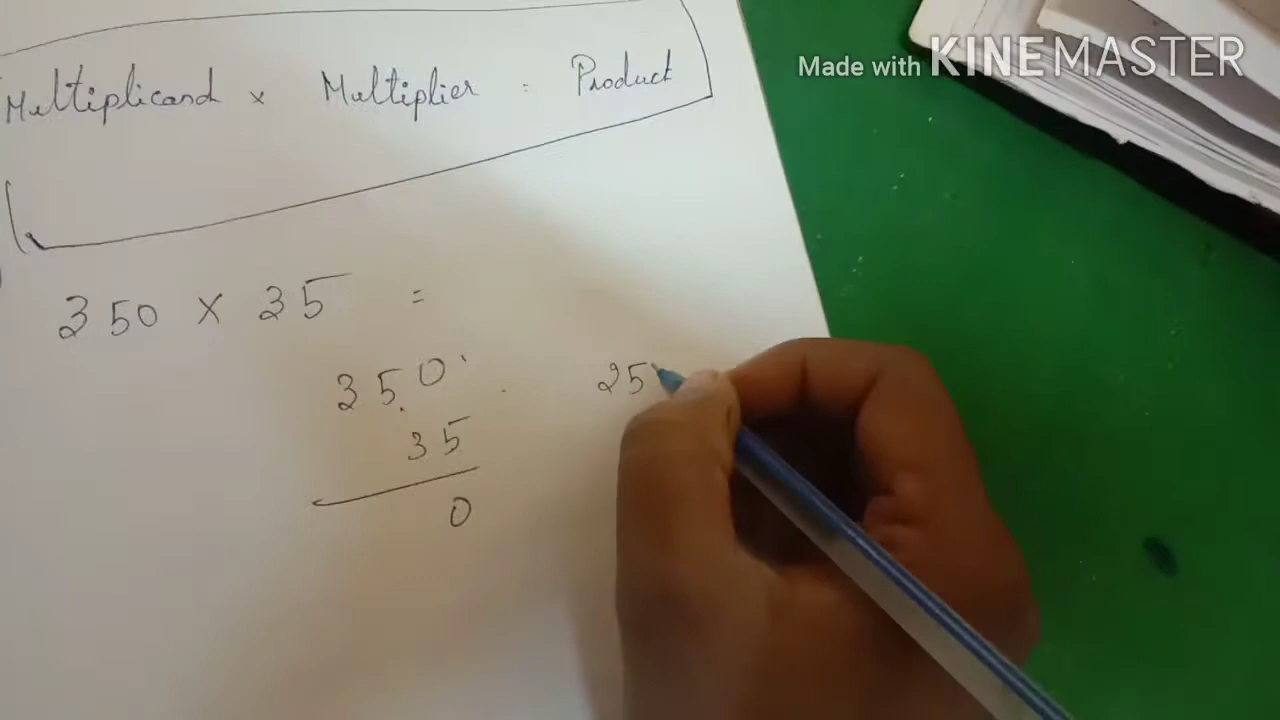 Made with KINEMASTER
Multiplicand x Multiplier = Product
350 X 35 =
350
25
35
0